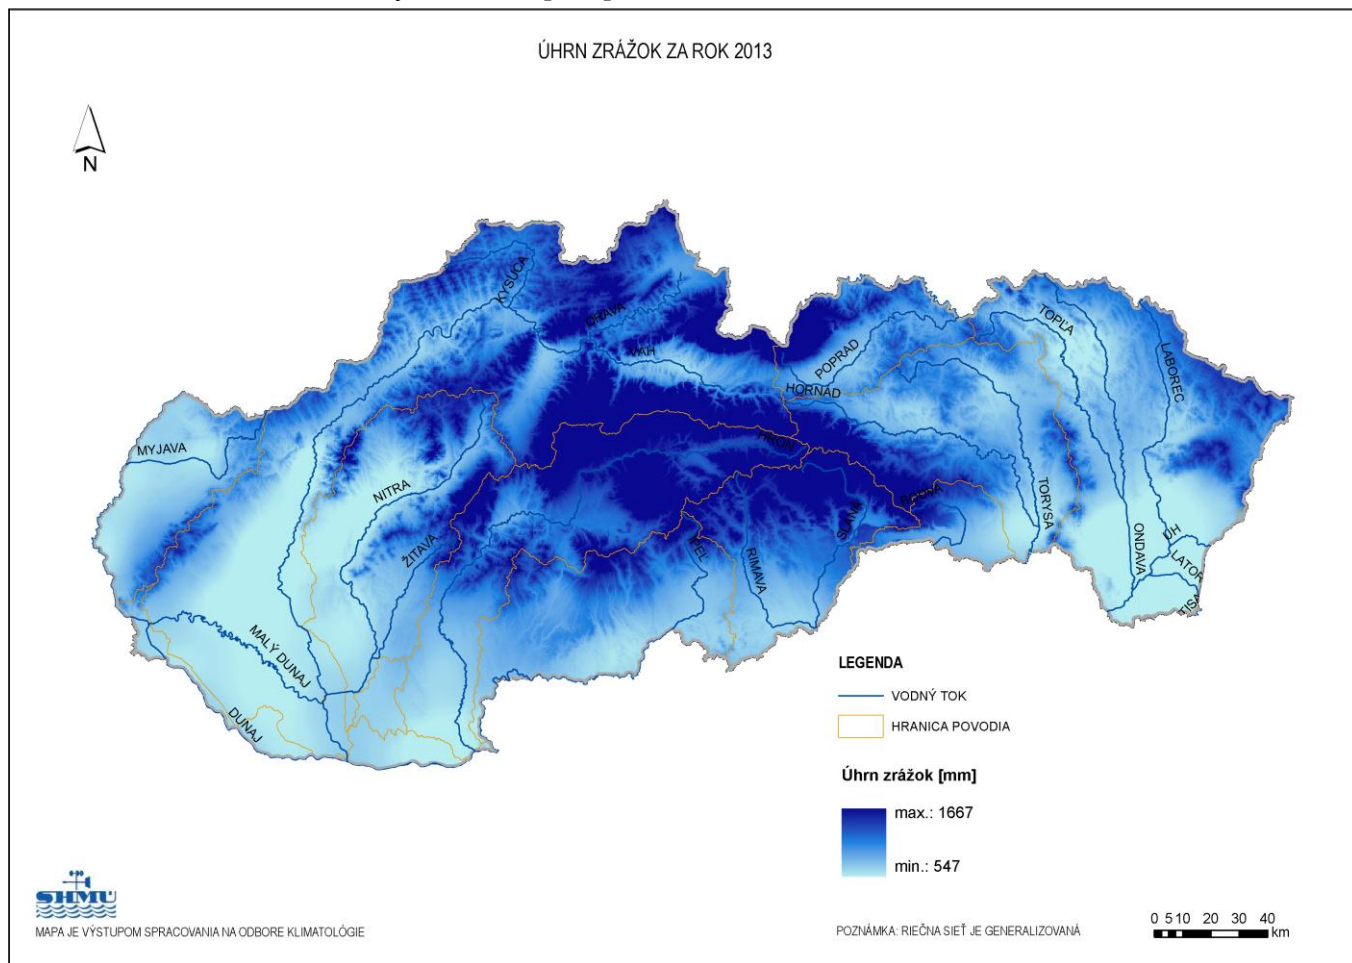 ÚHRN ZRÁŽOK ZA ROK 2013
N
KYSUCA
ORAVA
VÁH
POPRAD
TOPĽA
LABOREC
HORNÁD
HRON
MYJAVA
NITRA
ŽITAVA
BODVA
SLANÁ
IPEĽ
RIMAVA
TORYSA
ONDAVA
UH
LATOR
TISA
MALÝ DUNAJ
DUNAJ
LEGENDA
VODNÝ TOK
HRANICA POVODIA
Úhrn zrážok [mm]
max.: 1667
min.: 547
SHMÚ
MAPA JE VÝSTUPOM SPRACOVANIA NA ODBORE KLIMATOLÓGIE
POZNÁMKA: RIEČNA SIEŤ JE GENERALIZOVANÁ
0 5 10 20 30 40
km